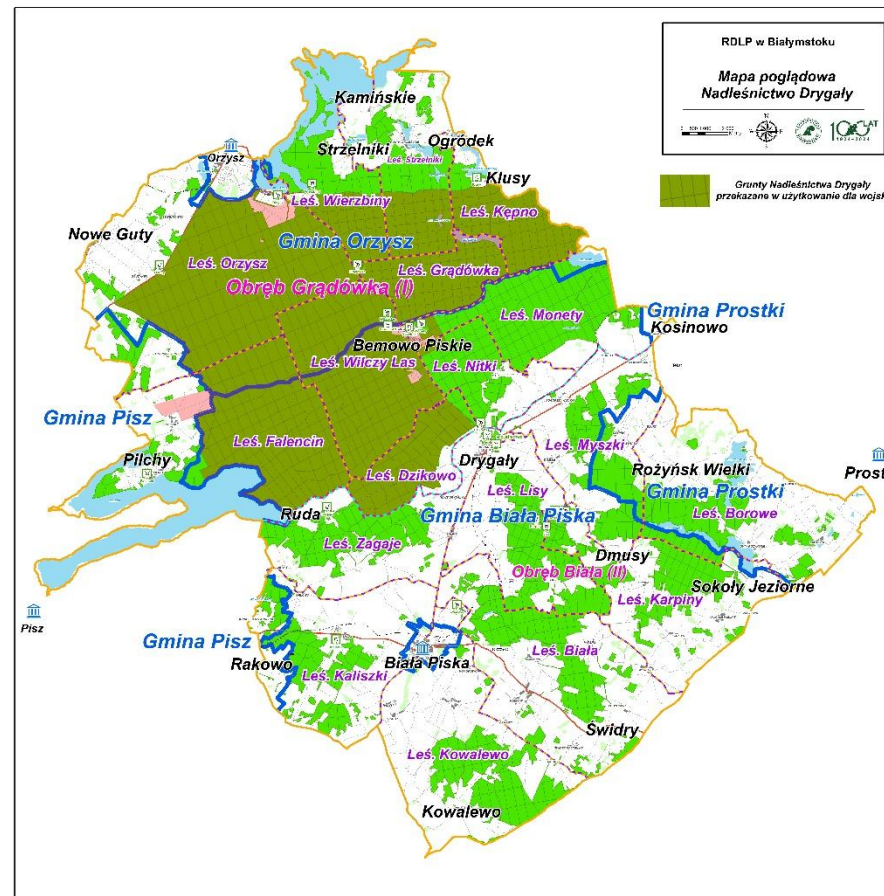 RDLP w Białymstoku
Mapa poglądowa
Nadleśnictwo Drygały
100 LAT
1924-2024
Grunty Nadleśnictwa Drygały
przekazane w użytkowanie dla wojsk
Kamińskie
Ogródek
Strzelniki
Leś. Strzelniki
Orzysz
Klusy
Leś. Wierzbiny
Leś. Kępno
Nowe Guty
Gmina Orzysz
Leś. Orzysz
Leś. Grądówka
Obręb Grądówka (I)
Gmina Prostki
Leś. Monety
Kosinowo
Bemowo Piskie
Leś. Wilczy Las
Leś. Nitki
Gmina Pisz
Leś. Falencin
Leś. Myszki
Pilchy
Drygały
Rożyńsk Wielki
Prost
Leś. Dzikowo
Leś. Lisy
Gmina Prostki
Ruda
Gmina Biała Piska
Leś. Borowe
Leś. Zagaje
Dmusy
Obręb Biała (II)
Sokoły Jeziorne
Leś. Karpiny
Pisz
Gmina Pisz
Leś. Biała
Rakowo
Biała Piska
Leś. Kaliszki
Świdry
Leś. Kowalewo
Kowalewo